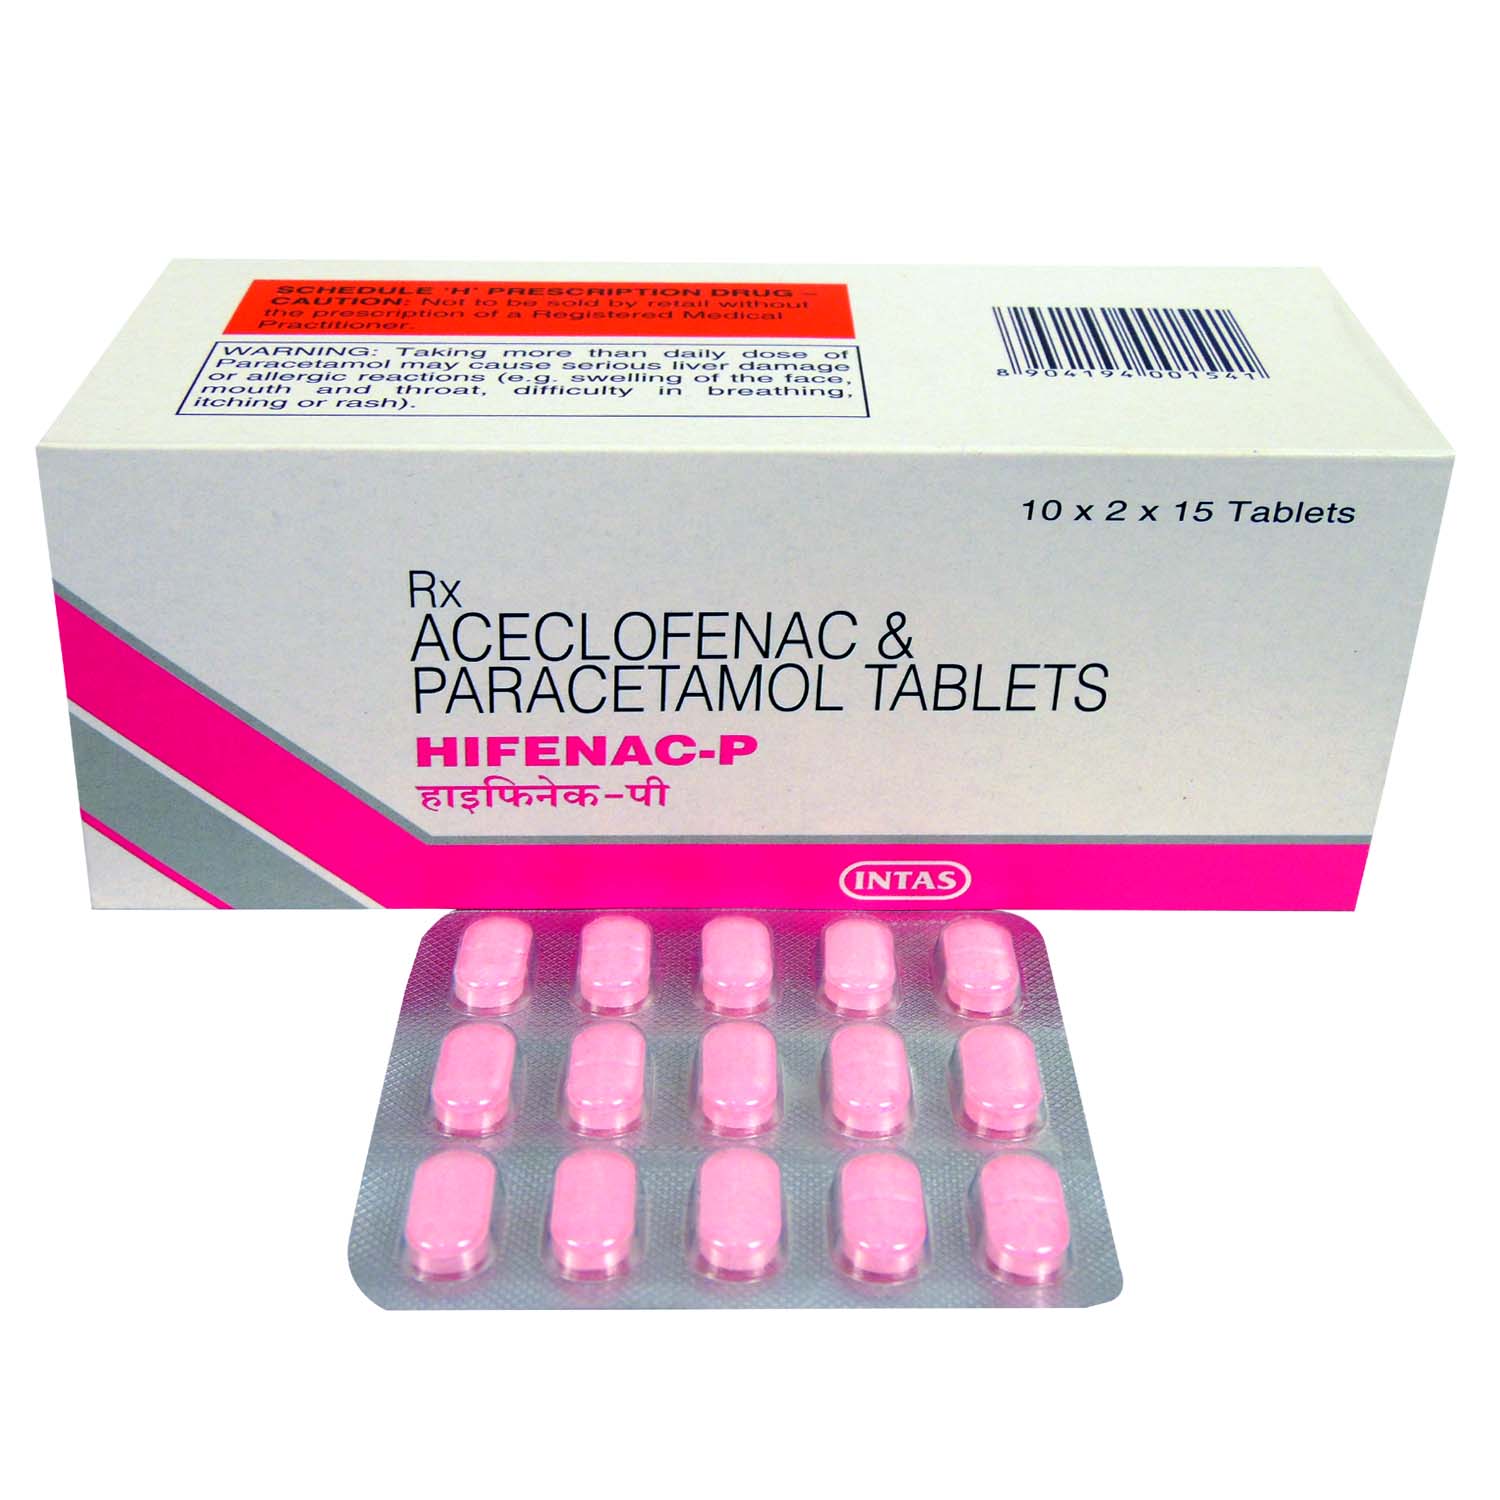 SCHEDULE 'H' PRESCRIPTION DRUG –
CAUTION: Not to be sold by retail without
the prescription of a Registered Medical
Practitioner.
WARNING: Taking more than daily dose of
Paracetamol may cause serious liver damage
or allergic reactions (e.g. swelling of the face,
mouth and throat, difficulty in breathing,
itching or rash).
8 904194 001541
10 x 2 x 15 Tablets
Rx
ACECLOFENAC &
PARACETAMOL TABLETS
HIFENAC-P
हाइफिनेक-पी
INTAS